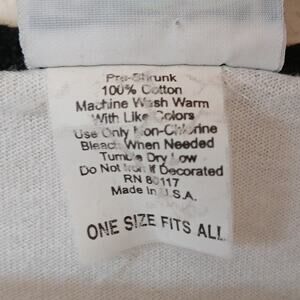 Pre-Shrunk
100% Cotton
Machine Wash Warm
With Like Colors
Use Only Non-Chlorine
Bleach When Needed
Tumble Dry Low
Do Not Iron if Decorated
RN 80117
Made In U.S.A.
ONE SIZE FITS ALL